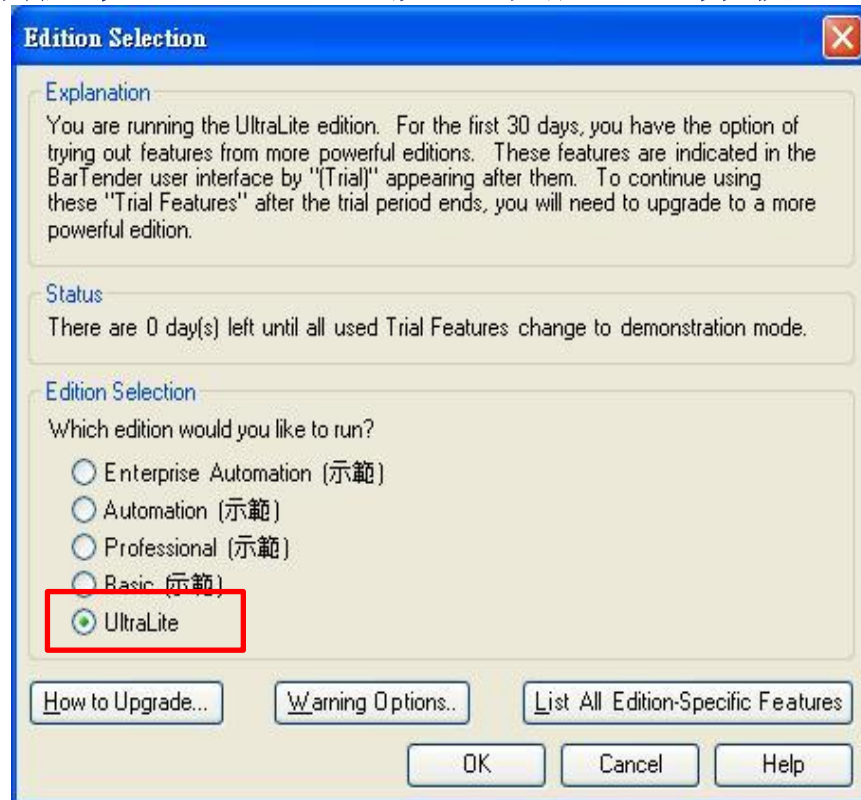 Edition Selection
Explanation
You are running the UltraLite edition. For the first 30 days, you have the option of
trying out features from more powerful editions. These features are indicated in the
BarTender user interface by "(Trial)" appearing after them. To continue using
these "Trial Features" after the trial period ends, you will need to upgrade to a more
powerful edition.
Status
There are 0 day(s) left until all used Trial Features change to demonstration mode.
Edition Selection
Which edition would you like to run?
Enterprise Automation (示範)
Automation (示範)
Professional (示範)
Basic (示範)
UltraLite
How to Upgrade... Warning Options.. List All Edition-Specific Features
OK Cancel Help